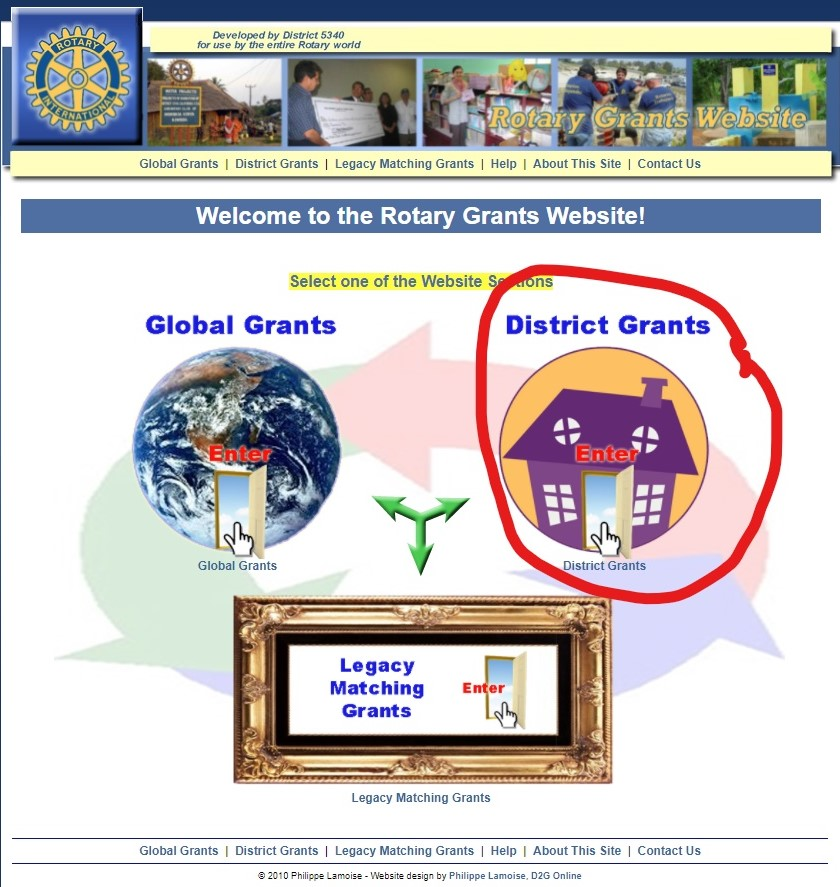 ROTARY
INTERNATIONAL
Developed by District 5340
for use by the entire Rotary world
Rotary Grants Website
Global Grants | District Grants | Legacy Matching Grants | Help | About This Site | Contact Us
Welcome to the Rotary Grants Website!
Select one of the Website Sections
Global Grants
District Grants
Enter
Enter
Global Grants
District Grants
Legacy
Matching
Grants
Enter
Legacy Matching Grants
Global Grants | District Grants | Legacy Matching Grants | Help | About This Site | Contact Us
© 2010 Philippe Lamoise - Website design by Philippe Lamoise, D2G Online